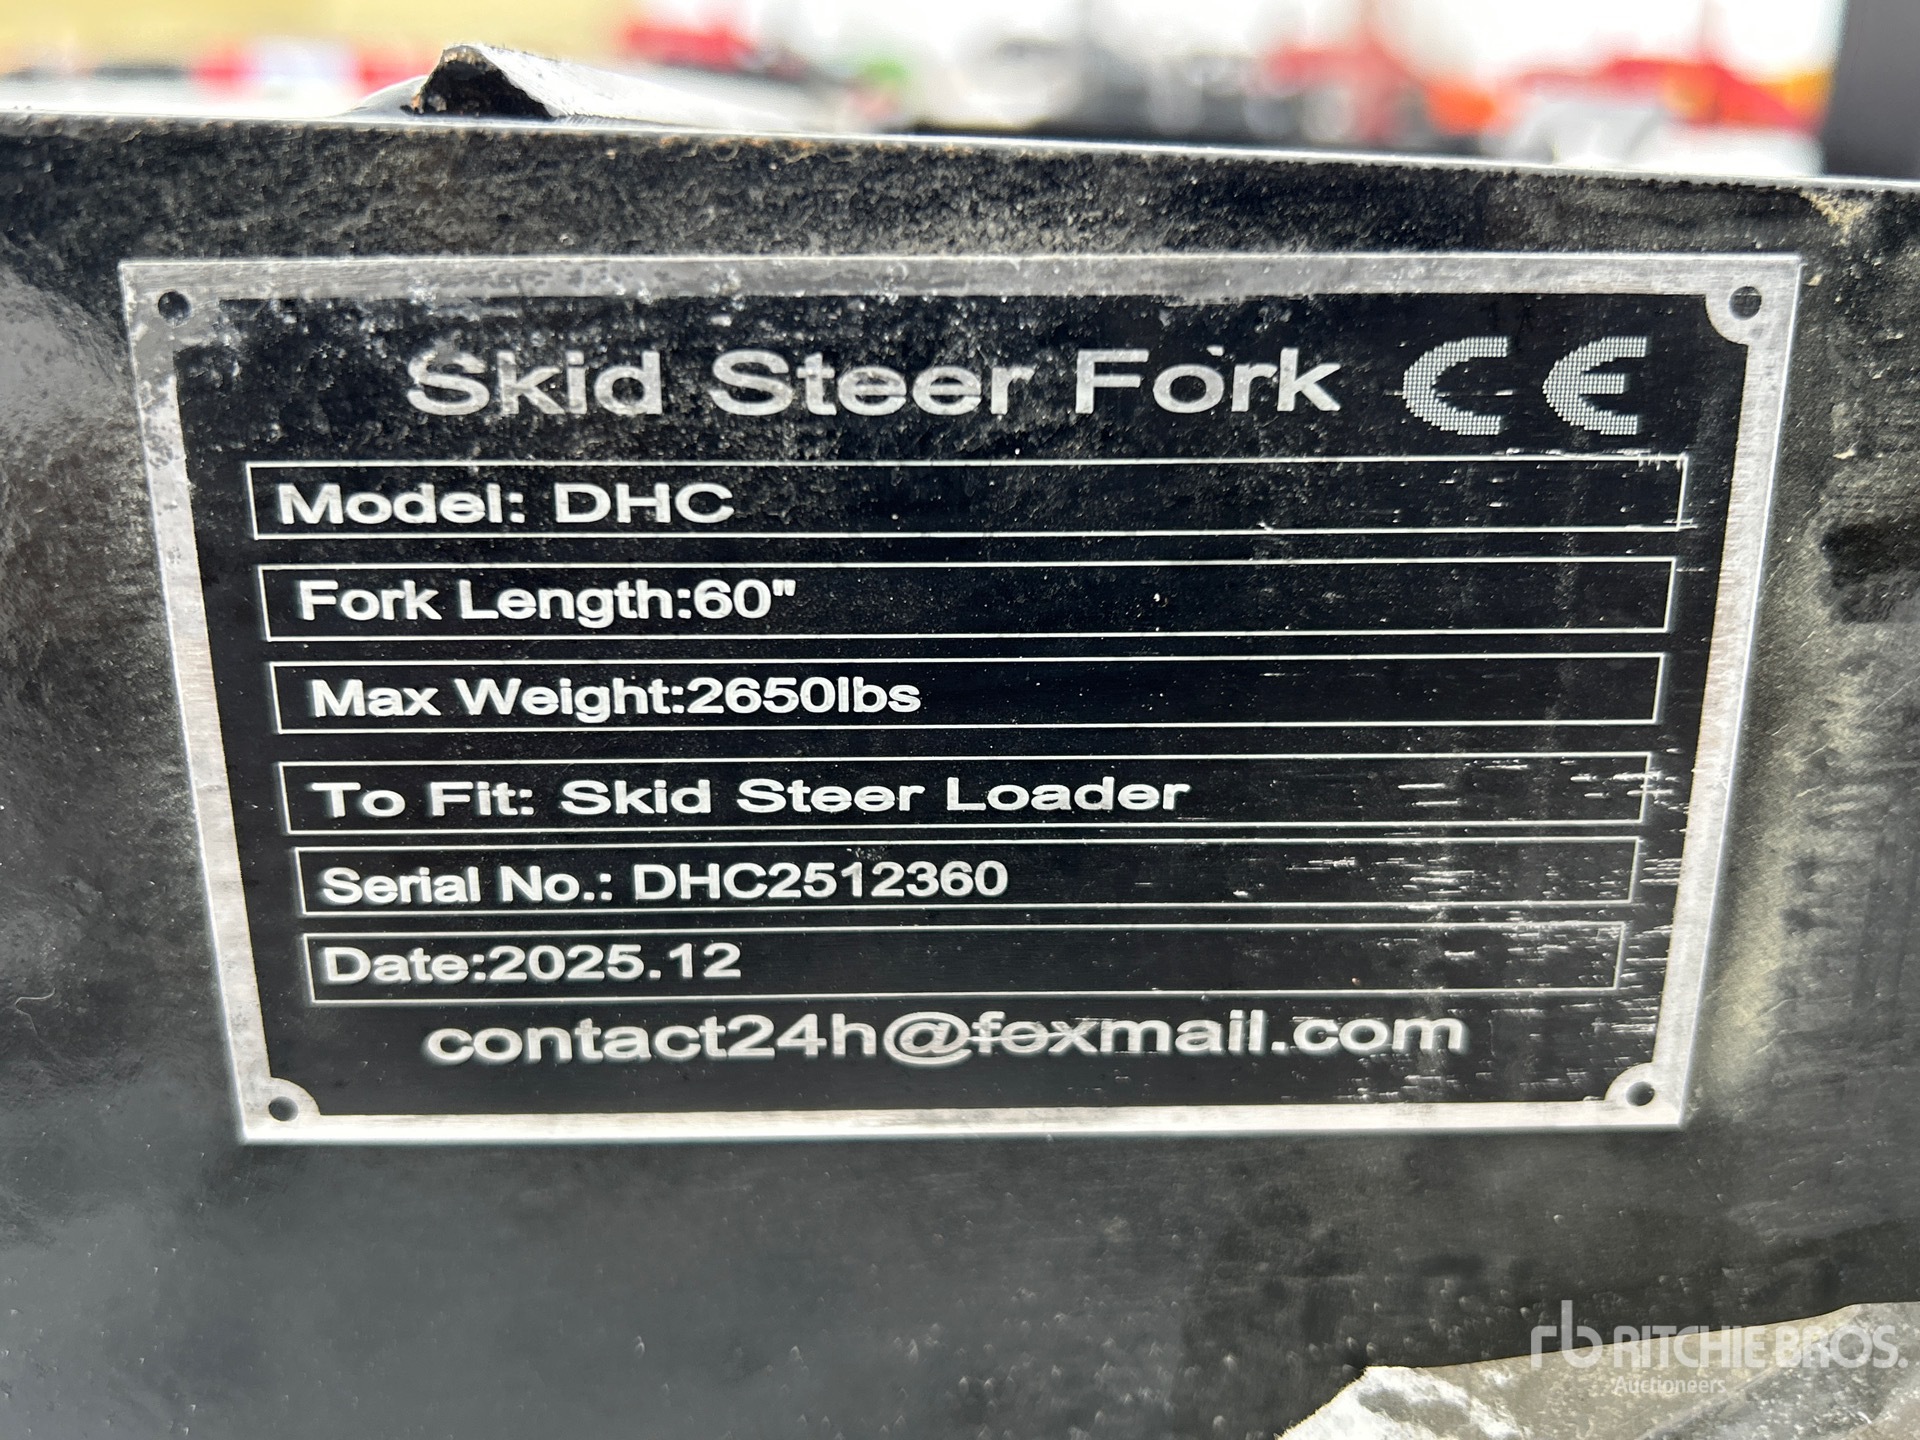 Skid Steer Fork CE
Model: DHC
Fork Length:60"
Max Weight:2650lbs
To Fit: Skid Steer Loader
Serial No.: DHC2512360
Date:2025.12
contact24h@foxmail.com
rb RITCHIE BROS.
Auctioneers